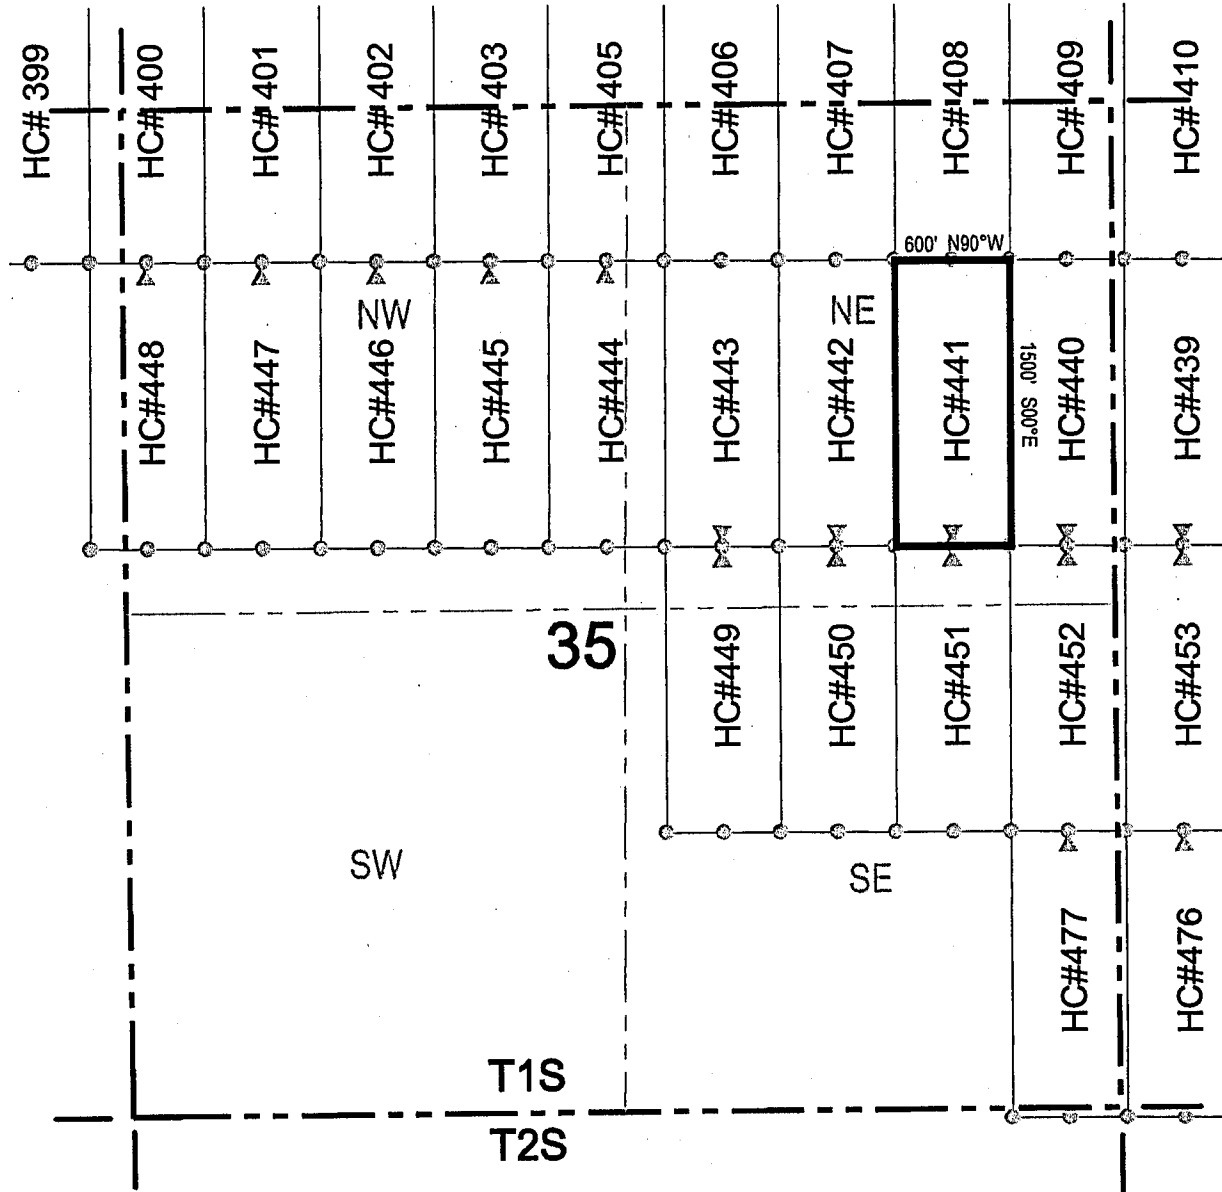 HC# 399
HC# 400
HC# 401
HC# 402
HC# 403
HC# 405
HC# 406
HC# 407
HC# 408
HC# 409
HC# 410
600' N90°W
NW
NE
HC#448
HC#447
HC#446
HC#445
HC#444
HC#443
HC#442
HC#441
1500' S00°E
HC#440
HC#439
35
HC#449
HC#450
HC#451
HC#452
HC#453
SW
SE
HC#477
HC#476
T1S
T2S